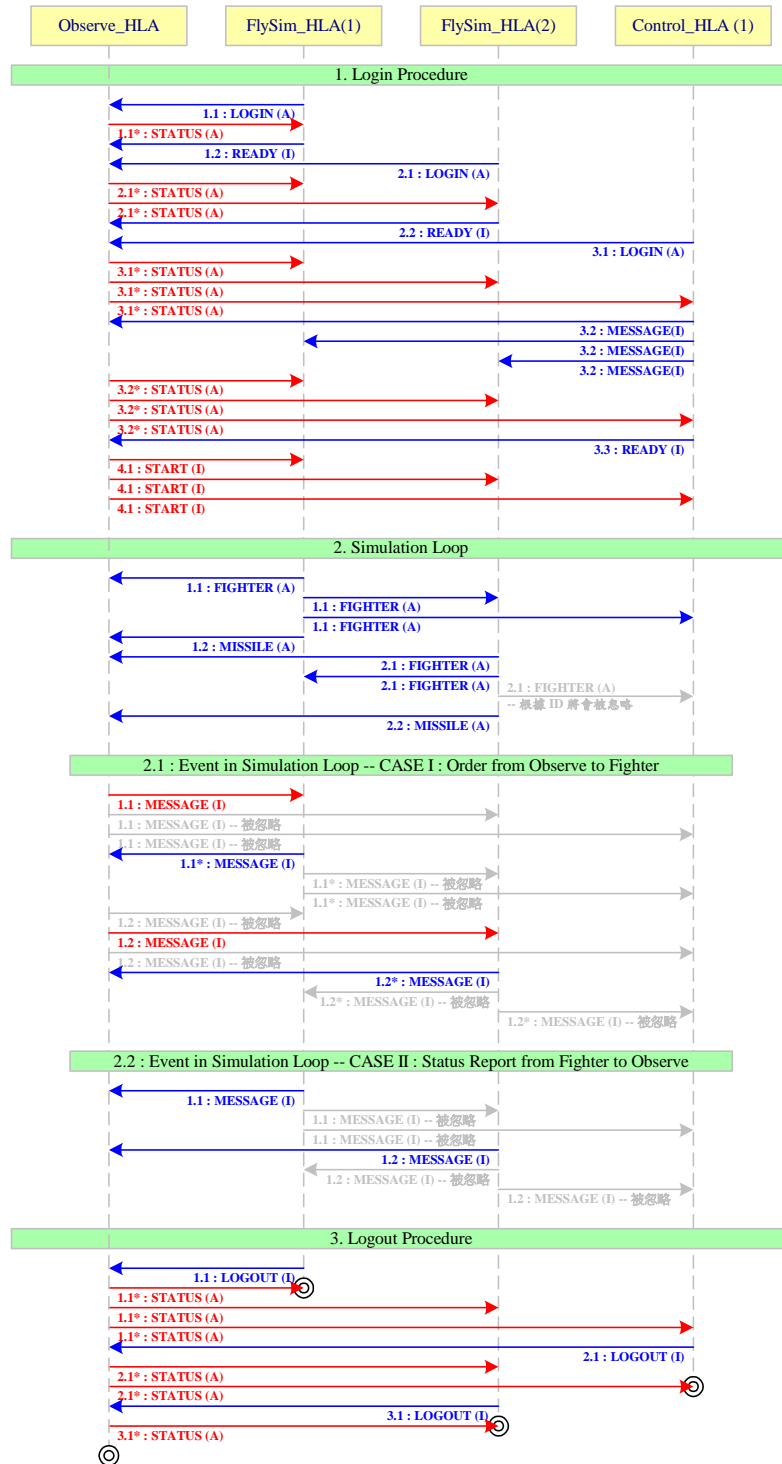 Observe_HLA
FlySim_HLA(1)
FlySim_HLA(2)
Control_HLA (1)
1. Login Procedure
1.1 : LOGIN (A)
1.1* : STATUS (A)
1.2 : READY (I)
2.1 : LOGIN (A)
2.1* : STATUS (A)
2.1* : STATUS (A)
2.2 : READY (I)
3.1 : LOGIN (A)
3.1* : STATUS (A)
3.1* : STATUS (A)
3.1* : STATUS (A)
3.2 : MESSAGE(I)
3.2 : MESSAGE(I)
3.2 : MESSAGE(I)
3.2* : STATUS (A)
3.2* : STATUS (A)
3.2* : STATUS (A)
3.3 : READY (I)
4.1 : START (I)
4.1 : START (I)
4.1 : START (I)
2. Simulation Loop
1.1 : FIGHTER (A)
1.1 : FIGHTER (A)
1.1 : FIGHTER (A)
1.2 : MISSILE (A)
2.1 : FIGHTER (A)
2.1 : FIGHTER (A)
2.1 : FIGHTER (A)
-- 根據 ID 將會被忽略
2.2 : MISSILE (A)
2.1 : Event in Simulation Loop -- CASE I : Order from Observe to Fighter
1.1 : MESSAGE (I)
1.1 : MESSAGE (I) -- 被忽略
1.1 : MESSAGE (I) -- 被忽略
1.1* : MESSAGE (I)
1.1* : MESSAGE (I) -- 被忽略
1.1* : MESSAGE (I) -- 被忽略
1.2 : MESSAGE (I) -- 被忽略
1.2 : MESSAGE (I)
1.2 : MESSAGE (I) -- 被忽略
1.2* : MESSAGE (I)
1.2* : MESSAGE (I) -- 被忽略
1.2* : MESSAGE (I) -- 被忽略
2.2 : Event in Simulation Loop -- CASE II : Status Report from Fighter to Observe
1.1 : MESSAGE (I)
1.1 : MESSAGE (I) -- 被忽略
1.1 : MESSAGE (I) -- 被忽略
1.2 : MESSAGE (I)
1.2 : MESSAGE (I) -- 被忽略
1.2 : MESSAGE (I) -- 被忽略
3. Logout Procedure
1.1 : LOGOUT (I)
1.1* : STATUS (A)
1.1* : STATUS (A)
1.1* : STATUS (A)
2.1 : LOGOUT (I)
2.1* : STATUS (A)
2.1* : STATUS (A)
3.1 : LOGOUT (I)
3.1* : STATUS (A)